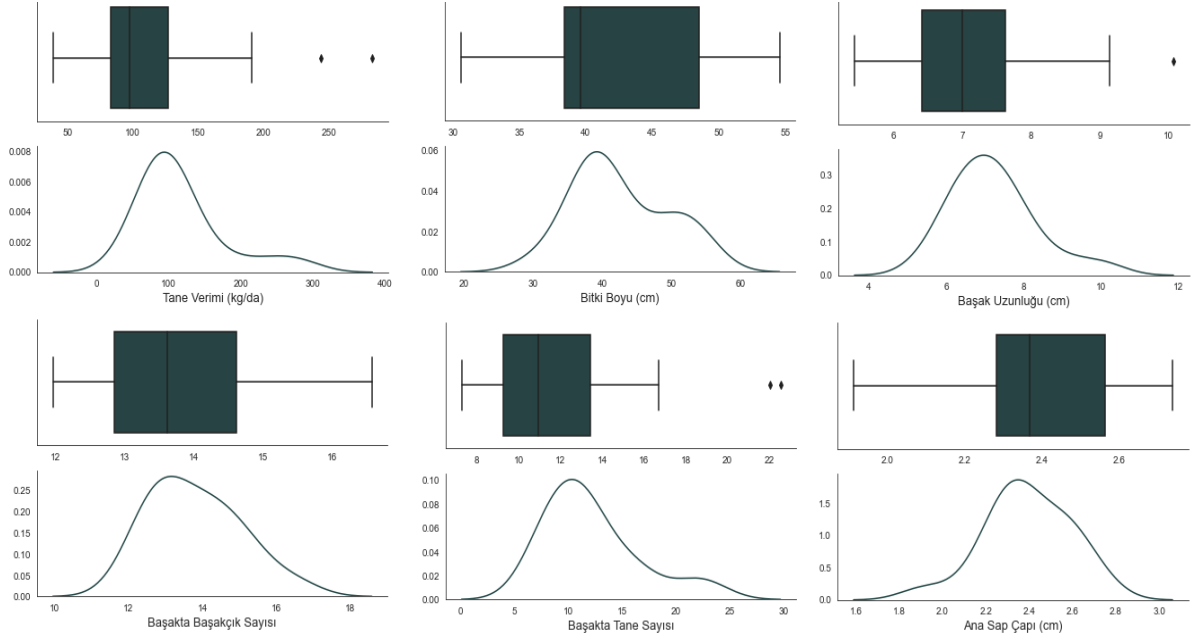 50 100 150 200 250 300
30 35 40 45 50 55
6 7 8 9 10
0.008
0.006
0.004
0.002
0.000
0 100 200 300 400
Tane Verimi (kg/da)
0.06
0.04
0.02
0.00
20 30 40 50 60
Bitki Boyu (cm)
0.3
0.2
0.1
0.0
4 6 8 10 12
Başak Uzunluğu (cm)
12 13 14 15 16
8 10 12 14 16 18 20 22
2.0 2.2 2.4 2.6
0.25
0.20
0.15
0.10
0.05
0.00
10 12 14 16 18
Başakta Başakçık Sayısı
0.10
0.08
0.06
0.04
0.02
0.00
0 5 10 15 20 25 30
Başakta Tane Sayısı
1.5
1.0
0.5
0.0
1.6 1.8 2.0 2.2 2.4 2.6 2.8 3.0
Ana Sap Çapı (cm)